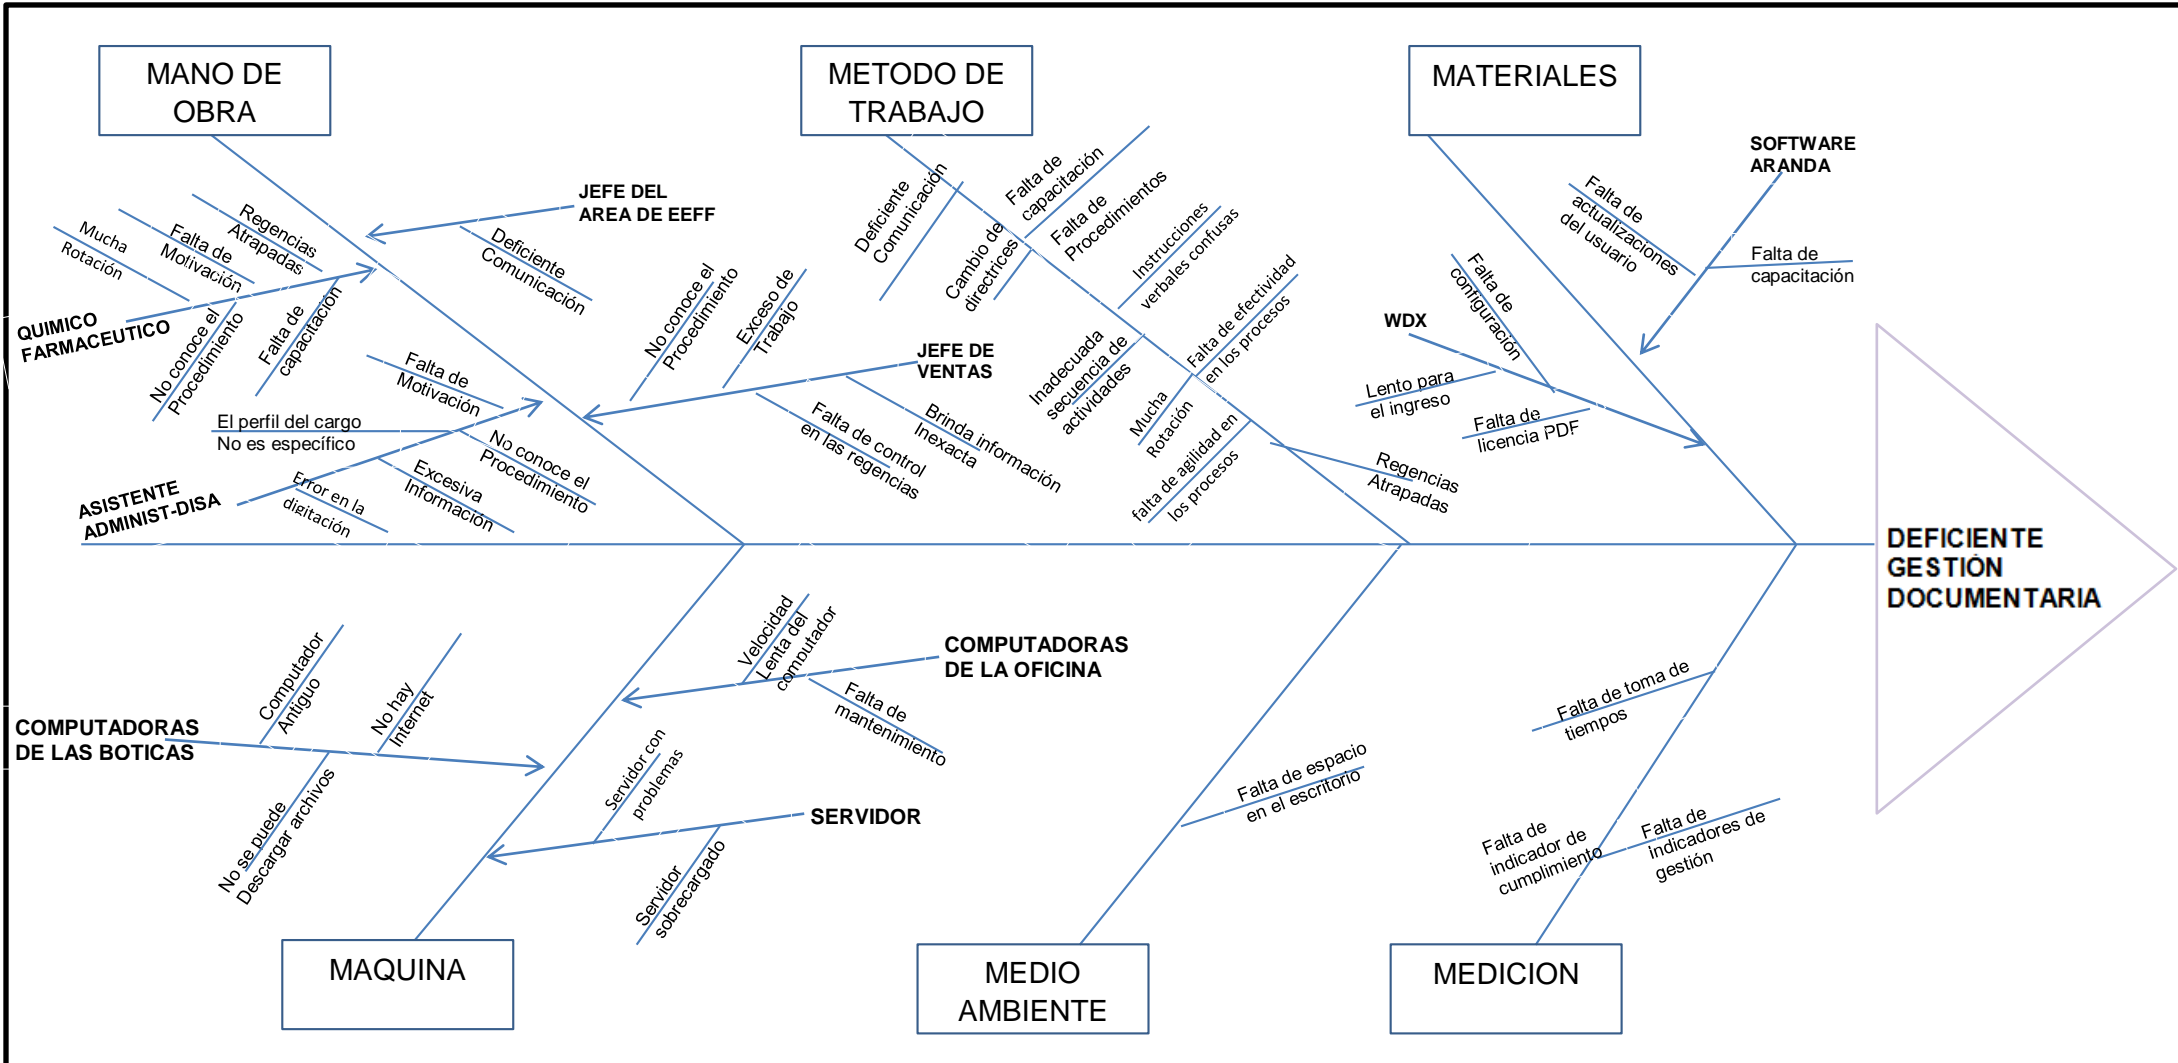 MANO DE
OBRA
METODO DE
TRABAJO
MATERIALES
SOFTWARE
ARANDA
JEFE DEL
AREA DE EEFF
Deficiente
Comunicación
Regencias
Atrapadas
Falta de
Motivación
Mucha
Rotación
QUIMICO
FARMACEUTICO
No conoce el
Procedimiento
Falta de
capacitación
No conoce el
Procedimiento
Exceso de
Trabajo
JEFE DE
VENTAS
Falta de control
en las regencias
Brinda información
Inexacta
Falta de
Motivación
El perfil del cargo
No es específico
No conoce el
Procedimiento
Excesiva
Información
Error en la
digitación
ASISTENTE
ADMINIST-DISA
Deficiente
Comunicación
Falta de
capacitación
Cambio de
directrices
Falta de
Procedimientos
Instrucciones
verbales confusas
Inadecuada
secuencia de
actividades
Falta de efectividad
en los procesos
Mucha
Rotación
falta de agilidad en
los procesos
Regencias
Atrapadas
Falta de
actualizaciones
del usuario
Falta de
capacitación
WDX
Falta de
configuración
Lento para
el ingreso
Falta de
licencia PDF
DEFICIENTE
GESTIÓN
DOCUMENTARIA
Computador
Antiguo
No hay
Internet
COMPUTADORAS
DE LAS BOTICAS
No se puede
Descargar archivos
Velocidad
Lenta del
computador
COMPUTADORAS
DE LA OFICINA
Falta de
mantenimiento
Servidor con
problemas
SERVIDOR
Servidor
sobrecargado
Falta de espacio
en el escritorio
Falta de toma de
tiempos
Falta de
indicador de
cumplimiento
Falta de
indicadores de
gestión
MAQUINA
MEDIO
AMBIENTE
MEDICION